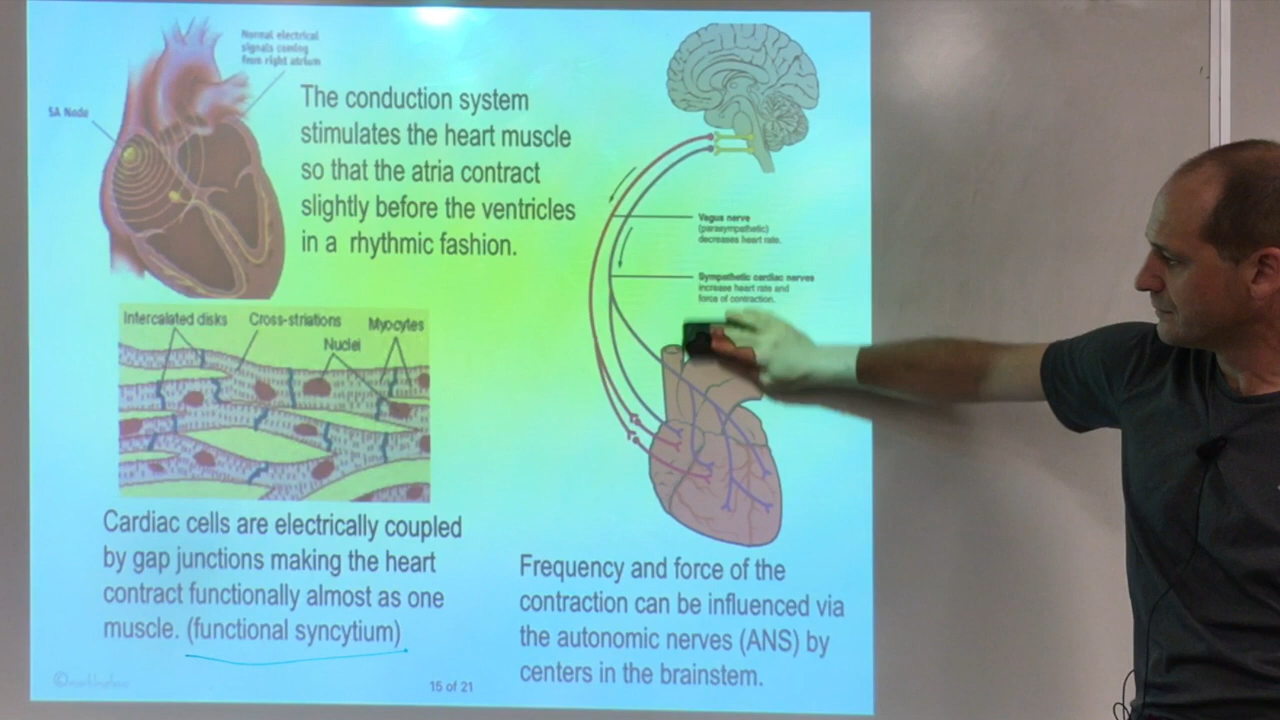 Normal electrical
signals coming
from right atrium
SA Node
The conduction system
stimulates the heart muscle
so that the atria contract
slightly before the ventricles
in a rhythmic fashion.
Intercalated disks Cross-striations Myocytes
Nuclei
Cardiac cells are electrically coupled
by gap junctions making the heart
contract functionally almost as one
muscle. (functional syncytium)
Vagus nerve
(parasympathetic)
decreases heart rate.
Sympathetic cardiac nerves
increase heart rate and
force of contraction.
Frequency and force of the
contraction can be influenced via
the autonomic nerves (ANS) by
centers in the brainstem.
©
15 of 21